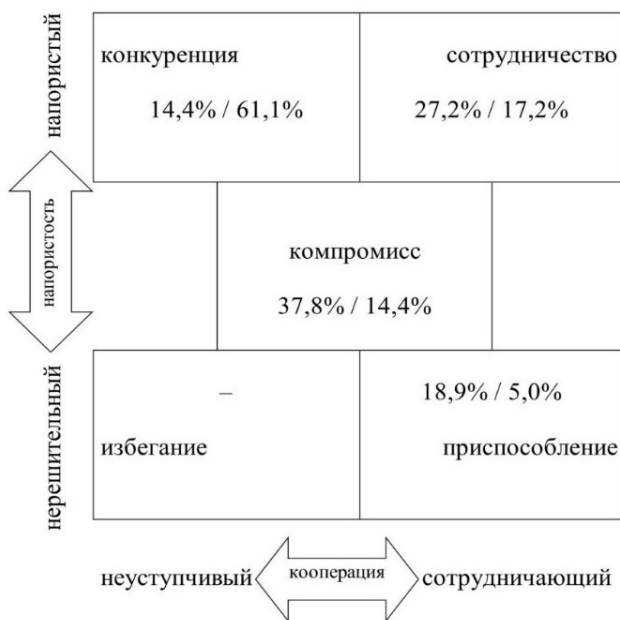 напористый
конкуренция
14,4% / 61,1%
сотрудничество
27,2% / 17,2%
напористость
компромисс
37,8% / 14,4%
нерешительный
–
избегание
18,9% / 5,0%
приспособление
неуступчивый
кооперация
сотрудничающий